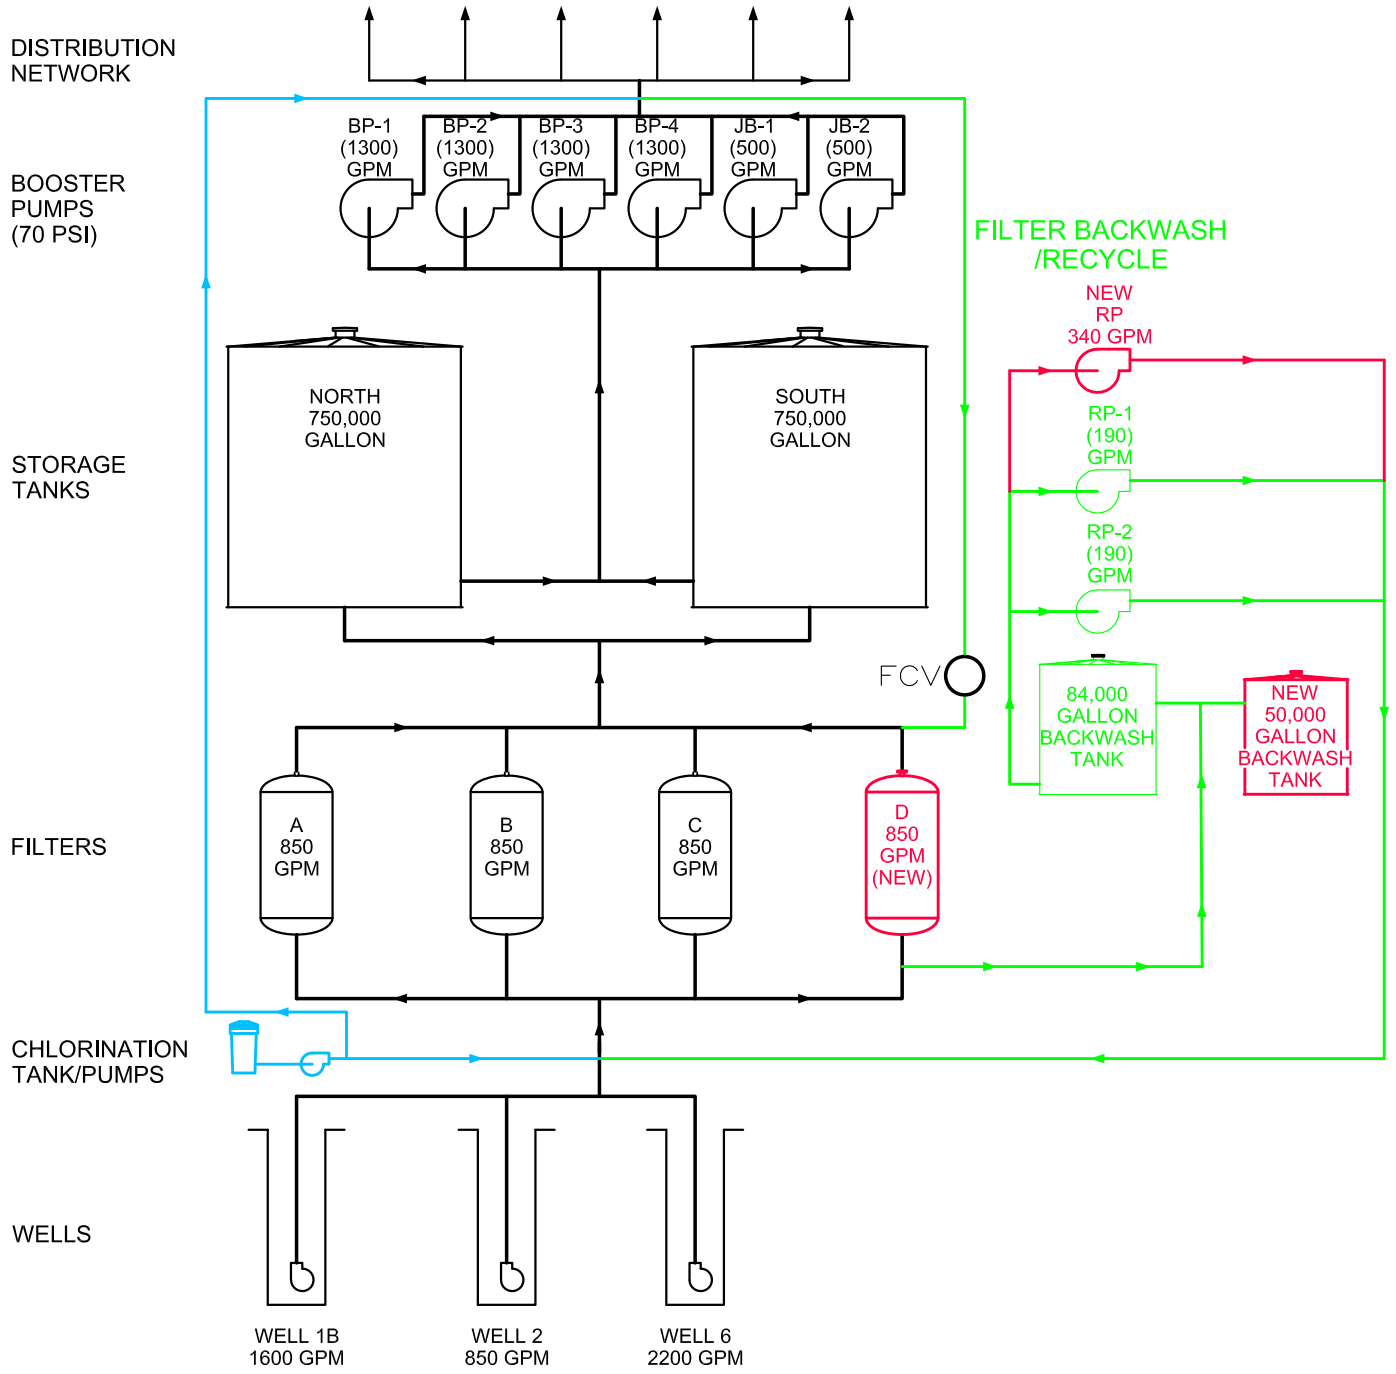 DISTRIBUTION
NETWORK
BP-1
(1300)
GPM
BP-2
(1300)
GPM
BP-3
(1300)
GPM
BP-4
(1300)
GPM
JB-1
(500)
GPM
JB-2
(500)
GPM
BOOSTER
PUMPS
(70 PSI)
FILTER BACKWASH
/RECYCLE
NEW
RP
340 GPM
NORTH
750,000
GALLON
SOUTH
750,000
GALLON
RP-1
(190)
GPM
STORAGE
TANKS
RP-2
(190)
GPM
FCV
84,000
GALLON
BACKWASH
TANK
NEW
50,000
GALLON
BACKWASH
TANK
FILTERS
A
850
GPM
B
850
GPM
C
850
GPM
D
850
GPM
(NEW)
CHLORINATION
TANK/PUMPS
WELLS
WELL 1B
1600 GPM
WELL 2
850 GPM
WELL 6
2200 GPM